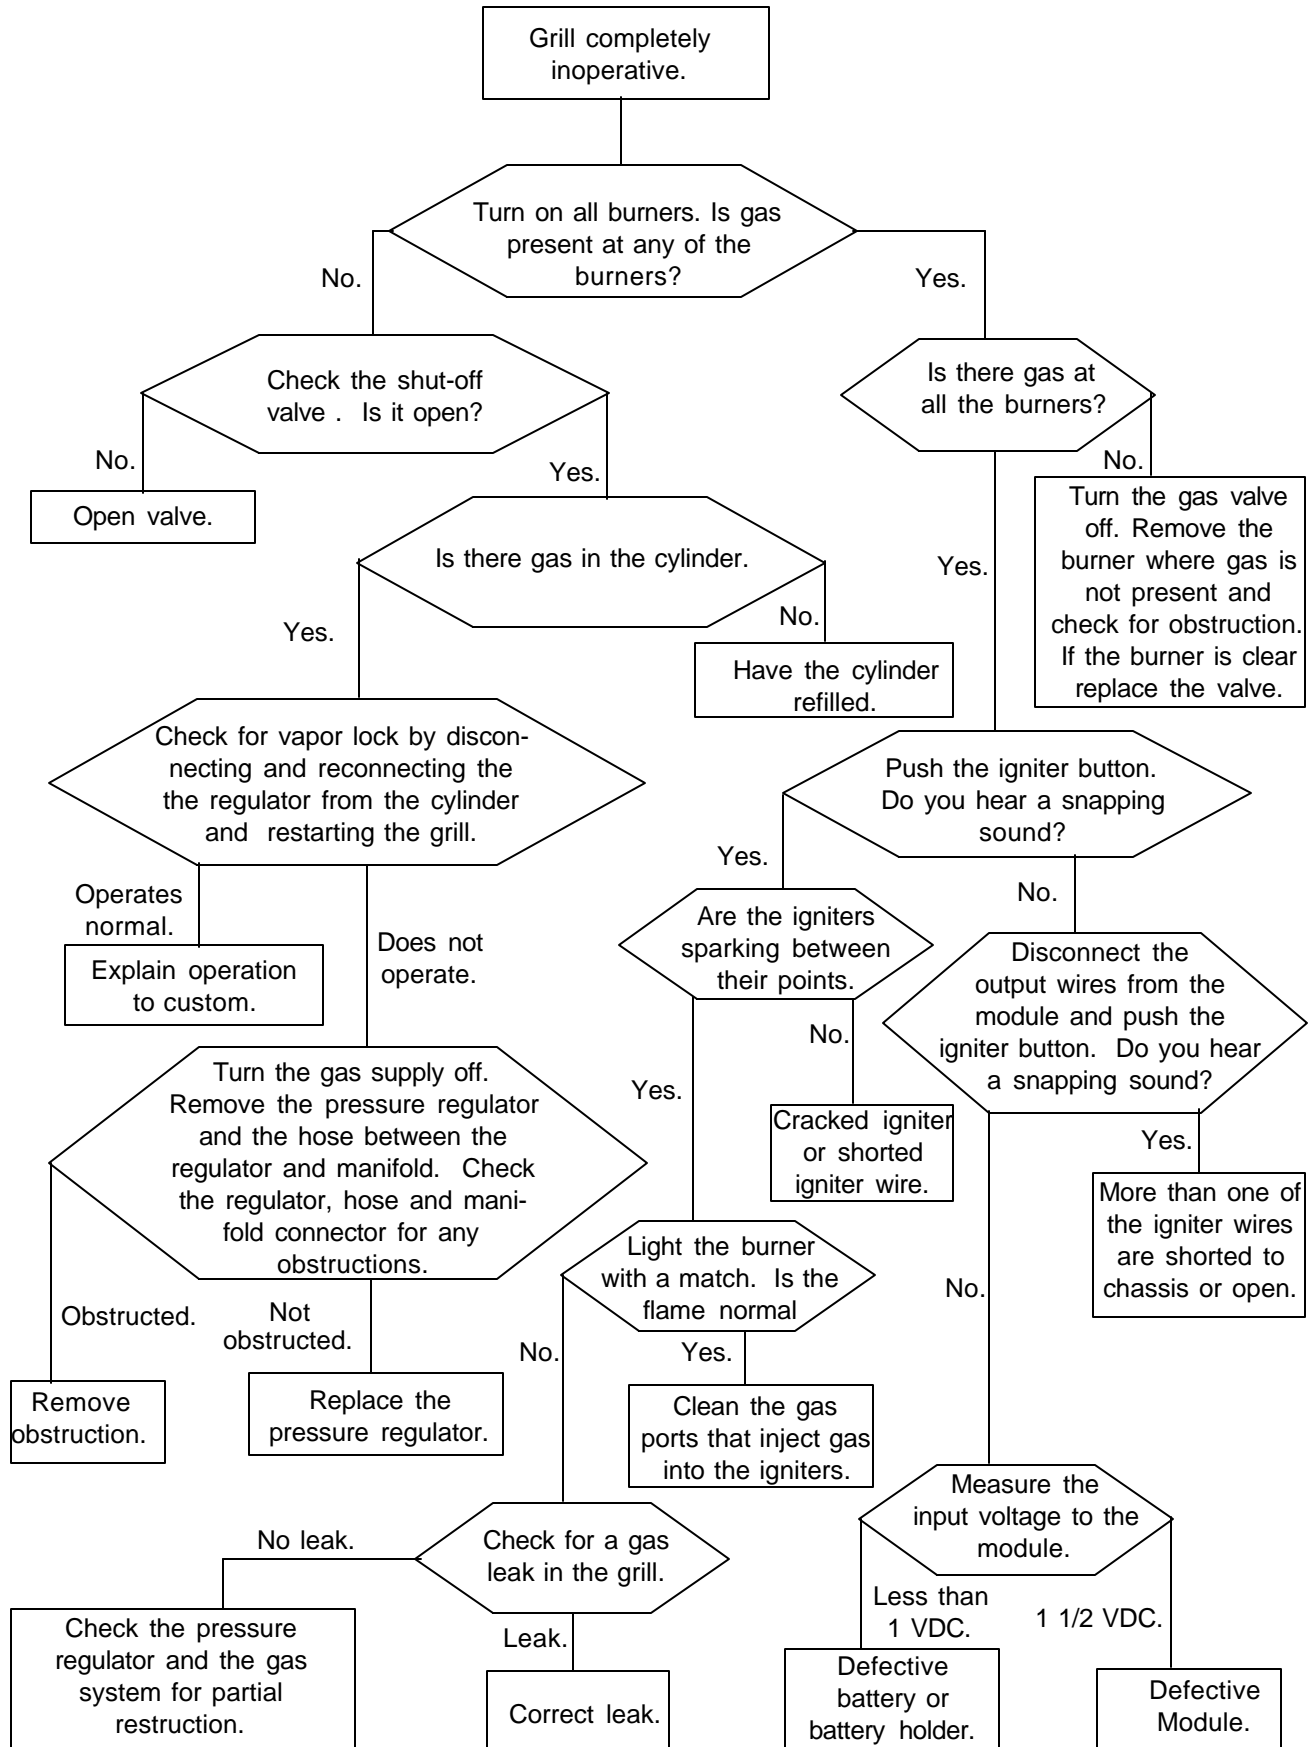 Grill completely
inoperative.
Turn on all burners. Is gas
present at any of the
burners?
No.
Yes.
Check the shut-off
valve . Is it open?
Is there gas at
all the burners?
No.
Yes.
No.
Open valve.
Turn the gas valve
off. Remove the
burner where gas is
not present and
check for obstruction.
If the burner is clear
replace the valve.
Is there gas in the cylinder.
Yes.
Yes.
No.
Have the cylinder
refilled.
Check for vapor lock by discon-
necting and reconnecting the
the regulator from the cylinder
and restarting the grill.
Push the igniter button.
Do you hear a snapping
sound?
Yes.
No.
Operates
normal.
Does not
operate.
Explain operation
to custom.
Are the igniters
sparking between
their points.
Disconnect the
output wires from the
module and push the
igniter button. Do you hear
a snapping sound?
No.
Yes.
Turn the gas supply off.
Remove the pressure regulator
and the hose between the
regulator and manifold. Check
the regulator, hose and mani-
fold connector for any
obstructions.
Cracked igniter
or shorted
igniter wire.
Yes.
More than one of
the igniter wires
are shorted to
chassis or open.
Light the burner
with a match. Is the
flame normal
No.
Obstructed.
Not
obstructed.
No.
Yes.
Remove
obstruction.
Replace the
pressure regulator.
Clean the gas
ports that inject gas
into the igniters.
Measure the
input voltage to the
module.
No leak.
Check for a gas
leak in the grill.
Less than
1 VDC.
1 1/2 VDC.
Leak.
Check the pressure
regulator and the gas
system for partial
restruction.
Correct leak.
Defective
battery or
battery holder.
Defective
Module.